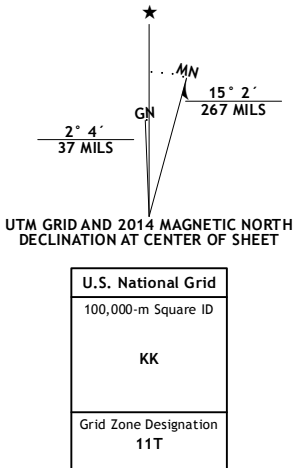 ★
MN
GN
15° 2´
267 MILS
2° 4´
37 MILS
UTM GRID AND 2014 MAGNETIC NORTH
DECLINATION AT CENTER OF SHEET
U.S. National Grid
100,000-m Square ID
KK
Grid Zone Designation
11T